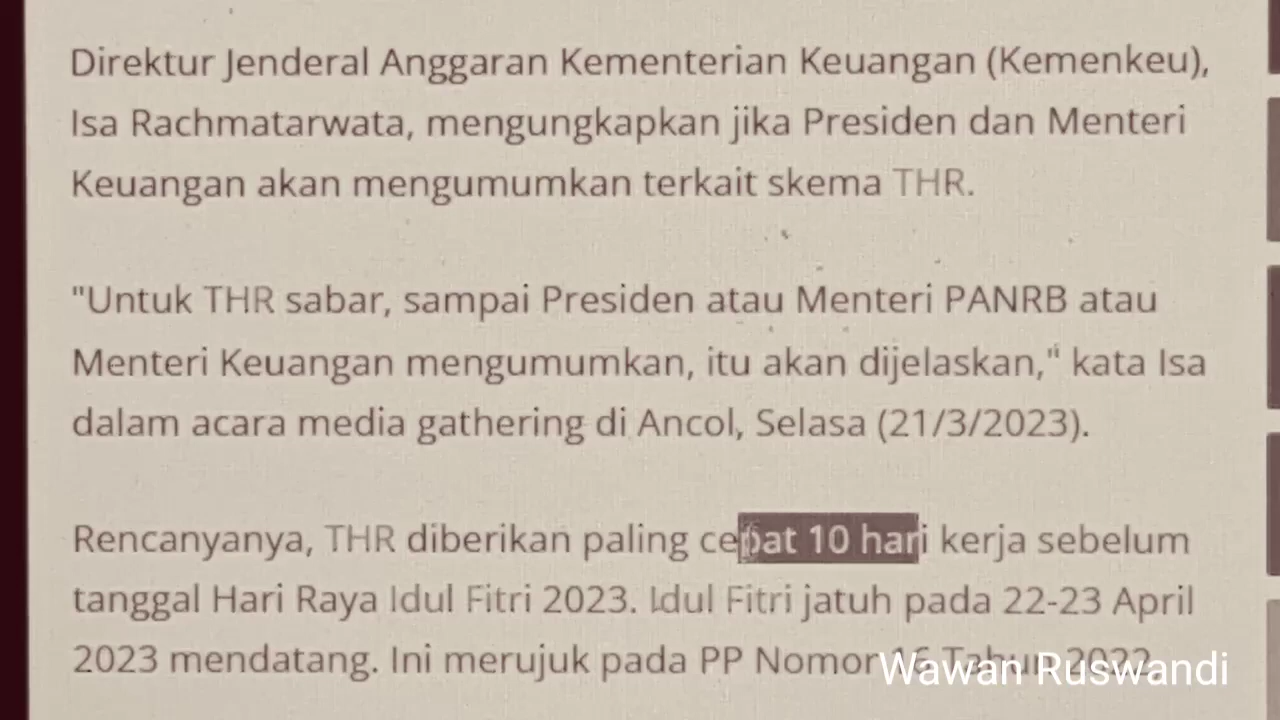 Direktur Jenderal Anggaran Kementerian Keuangan (Kemenkeu),
Isa Rachmatarwata, mengungkapkan jika Presiden dan Menteri
Keuangan akan mengumumkan terkait skema THR.
"Untuk THR sabar, sampai Presiden atau Menteri PANRB atau
Menteri Keuangan mengumumkan, itu akan dijelaskan," kata Isa
dalam acara media gathering di Ancol, Selasa (21/3/2023).
Rencanyanya, THR diberikan paling cepat 10 hari kerja sebelum
tanggal Hari Raya Idul Fitri 2023. Idul Fitri jatuh pada 22-23 April
2023 mendatang. Ini merujuk pada PP Nomor 16 Tahun 2022
Wawan Ruswandi